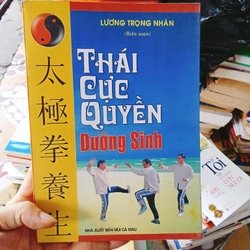 LƯƠNG TRỌNG NHÂN
(Biên soạn)
THÁI
CỰC
QUYỀN
Dưỡng Sinh
太極拳養生
NHÀ XUẤT BẢN MŨI CÀ MAU
Tôi